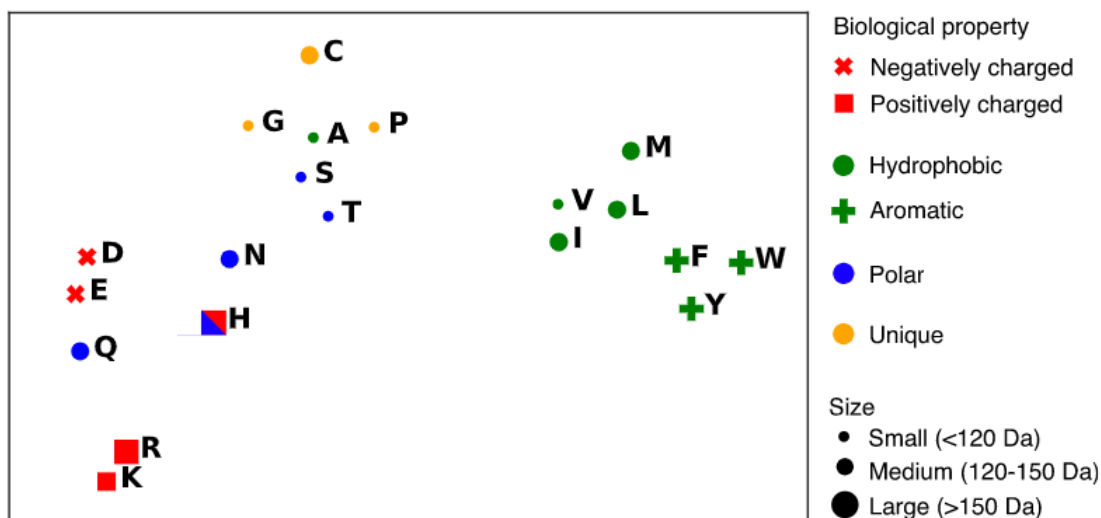 C
G
A
P
S
T
M
V
L
I
F
W
Y
D
N
E
H
Q
R
K
Biological property
Negatively charged
Positively charged
Hydrophobic
Aromatic
Polar
Unique
Size
Small (<120 Da)
Medium (120-150 Da)
Large (>150 Da)